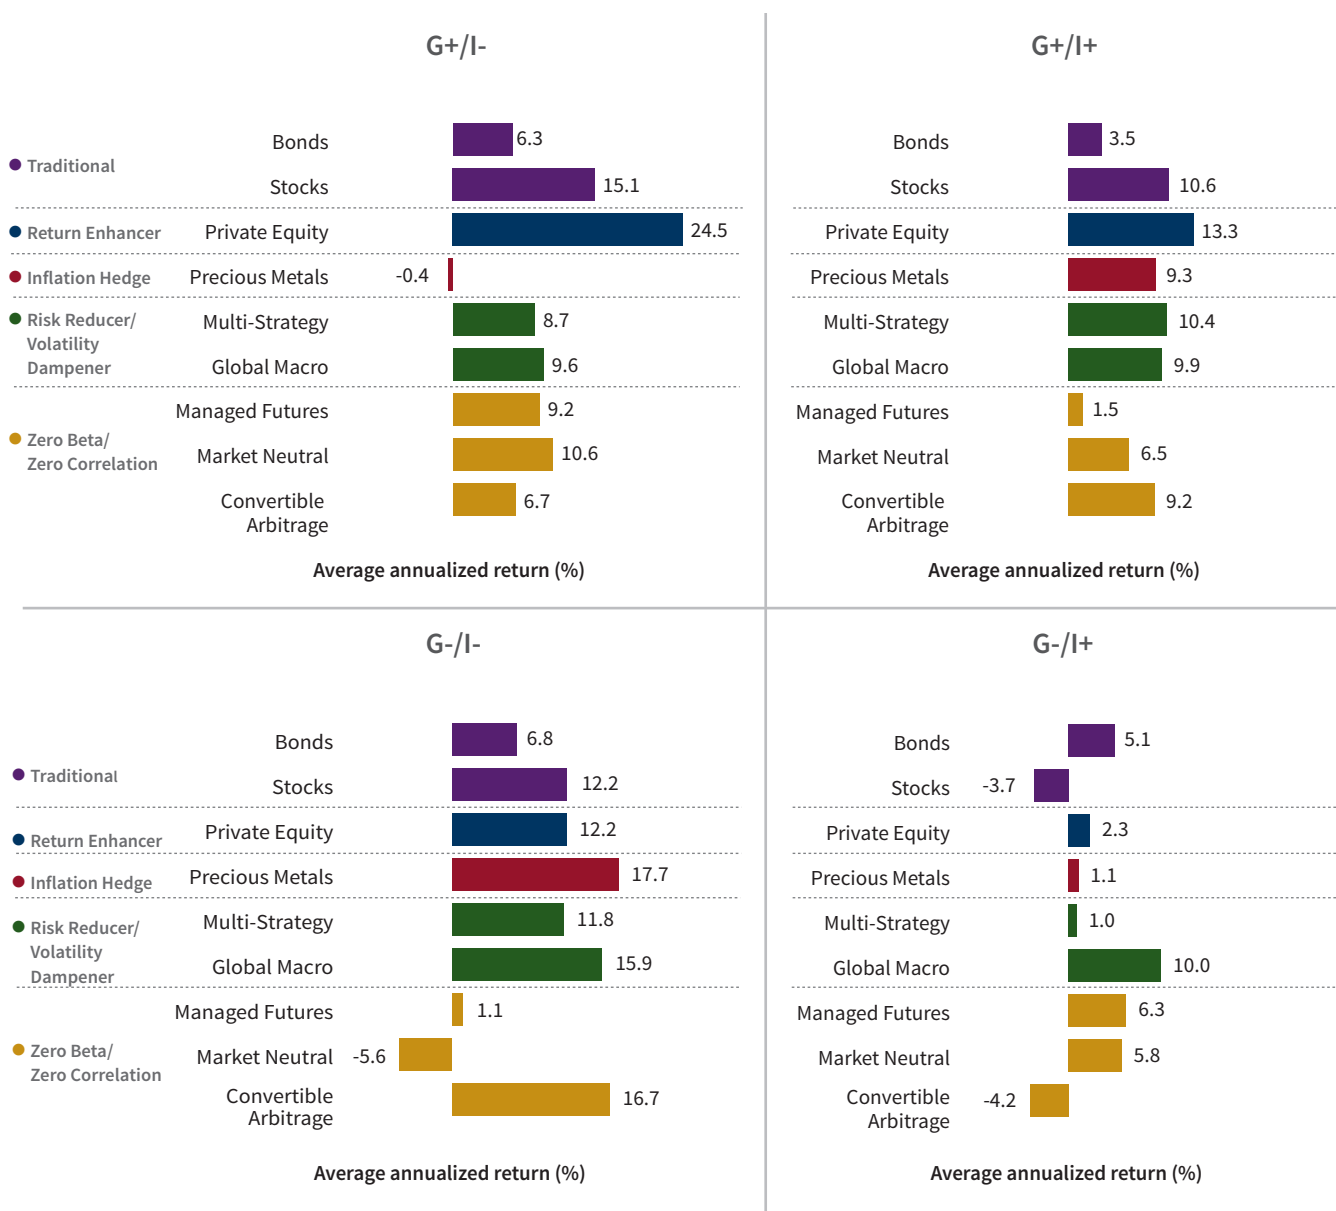 G+/I-
Bonds 6.3
Traditional
Stocks 15.1
Return Enhancer Private Equity 24.5
Inflation Hedge Precious Metals -0.4
Risk Reducer/ Multi-Strategy 8.7
Volatility
Dampener Global Macro 9.6
Managed Futures 9.2
Zero Beta/
Zero Correlation Market Neutral 10.6
Convertible 6.7
Arbitrage
Average annualized return (%)
G+/I+
Bonds 3.5
Stocks 10.6
Private Equity 13.3
Precious Metals 9.3
Multi-Strategy 10.4
Global Macro 9.9
Managed Futures 1.5
Market Neutral 6.5
Convertible 9.2
Arbitrage
Average annualized return (%)
G-/I-
Bonds 6.8
Traditional
Stocks 12.2
Return Enhancer Private Equity 12.2
Inflation Hedge Precious Metals 17.7
Risk Reducer/ Multi-Strategy 11.8
Volatility
Dampener Global Macro 15.9
Managed Futures 1.1
Zero Beta/ Market Neutral -5.6
Zero Correlation
Convertible 16.7
Arbitrage
Average annualized return (%)
G-/I+
Bonds 5.1
Stocks -3.7
Private Equity 2.3
Precious Metals 1.1
Multi-Strategy 1.0
Global Macro 10.0
Managed Futures 6.3
Market Neutral 5.8
Convertible -4.2
Arbitrage
Average annualized return (%)